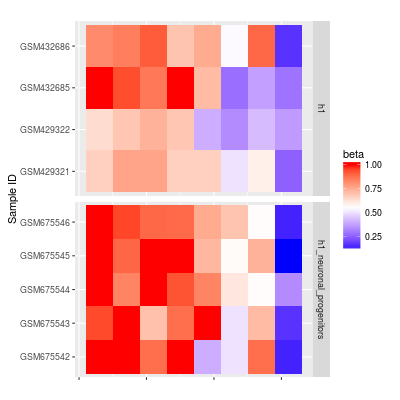 GSM432686
GSM432685
GSM429322
GSM429321
h1
GSM675546
GSM675545
GSM675544
GSM675543
GSM675542
h1_neuronal_progenitors
Sample ID
beta
1.00
0.75
0.50
0.25